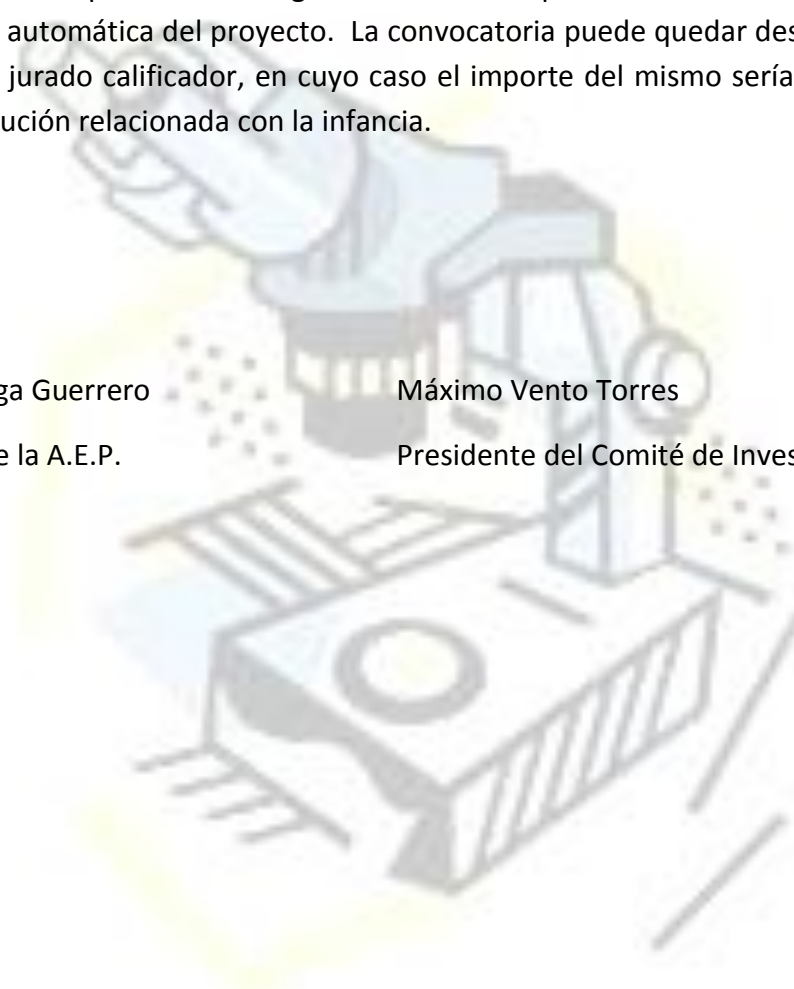 automática del proyecto. La convocatoria puede quedar des
jurado calificador, en cuyo caso el importe del mismo sería
ución relacionada con la infancia.
ga Guerrero Máximo Vento Torres
e la A.E.P. Presidente del Comité de Inves